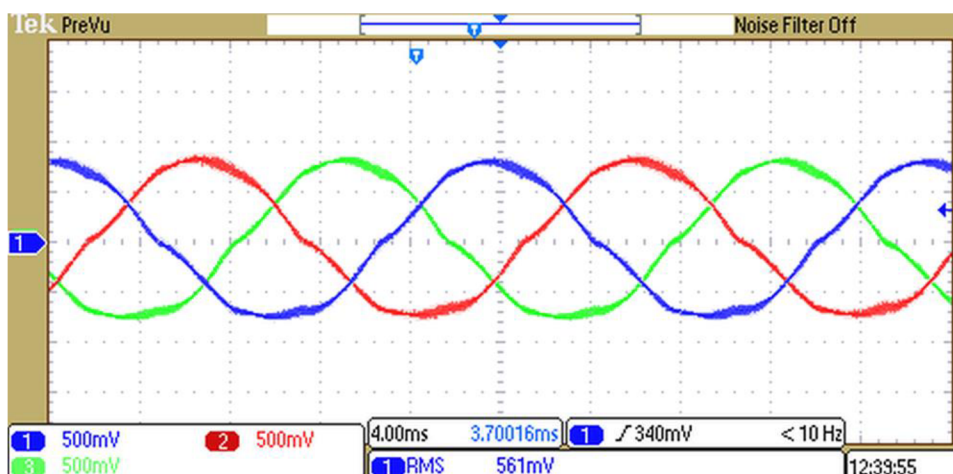 Tek PreVu Noise Filter Off
T
T
1
1 500mV 2 500mV 4.00ms 3.70016ms 1 340mV < 10 Hz
3 500mV 1 RMS 561mV 12:39:55